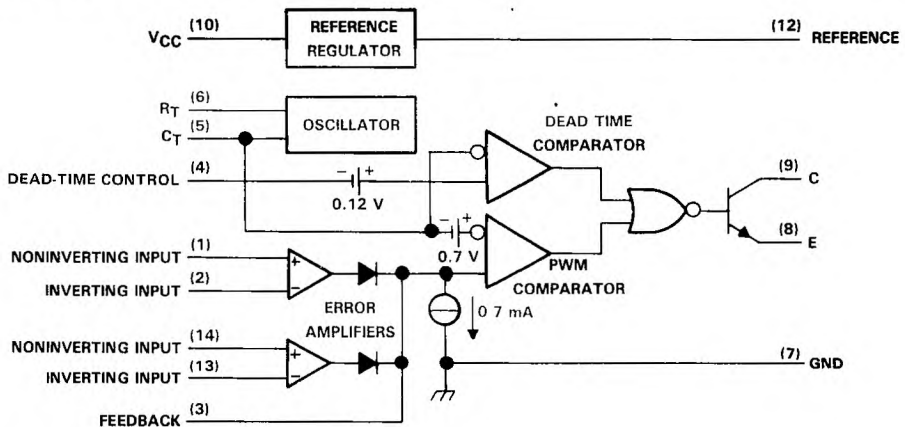 VCC (10) REFERENCE REGULATOR (12) REFERENCE
RT (6)
CT (5) OSCILLATOR
DEAD TIME COMPARATOR
DEAD-TIME CONTROL (4) - + 0.12 V
(9) C
(8) E
- + 0.7 V
PWM COMPARATOR
NONINVERTING INPUT (1) +
INVERTING INPUT (2) -
ERROR AMPLIFIERS
0 7 mA
NONINVERTING INPUT (14) +
INVERTING INPUT (13) -
(7) GND
FEEDBACK (3)